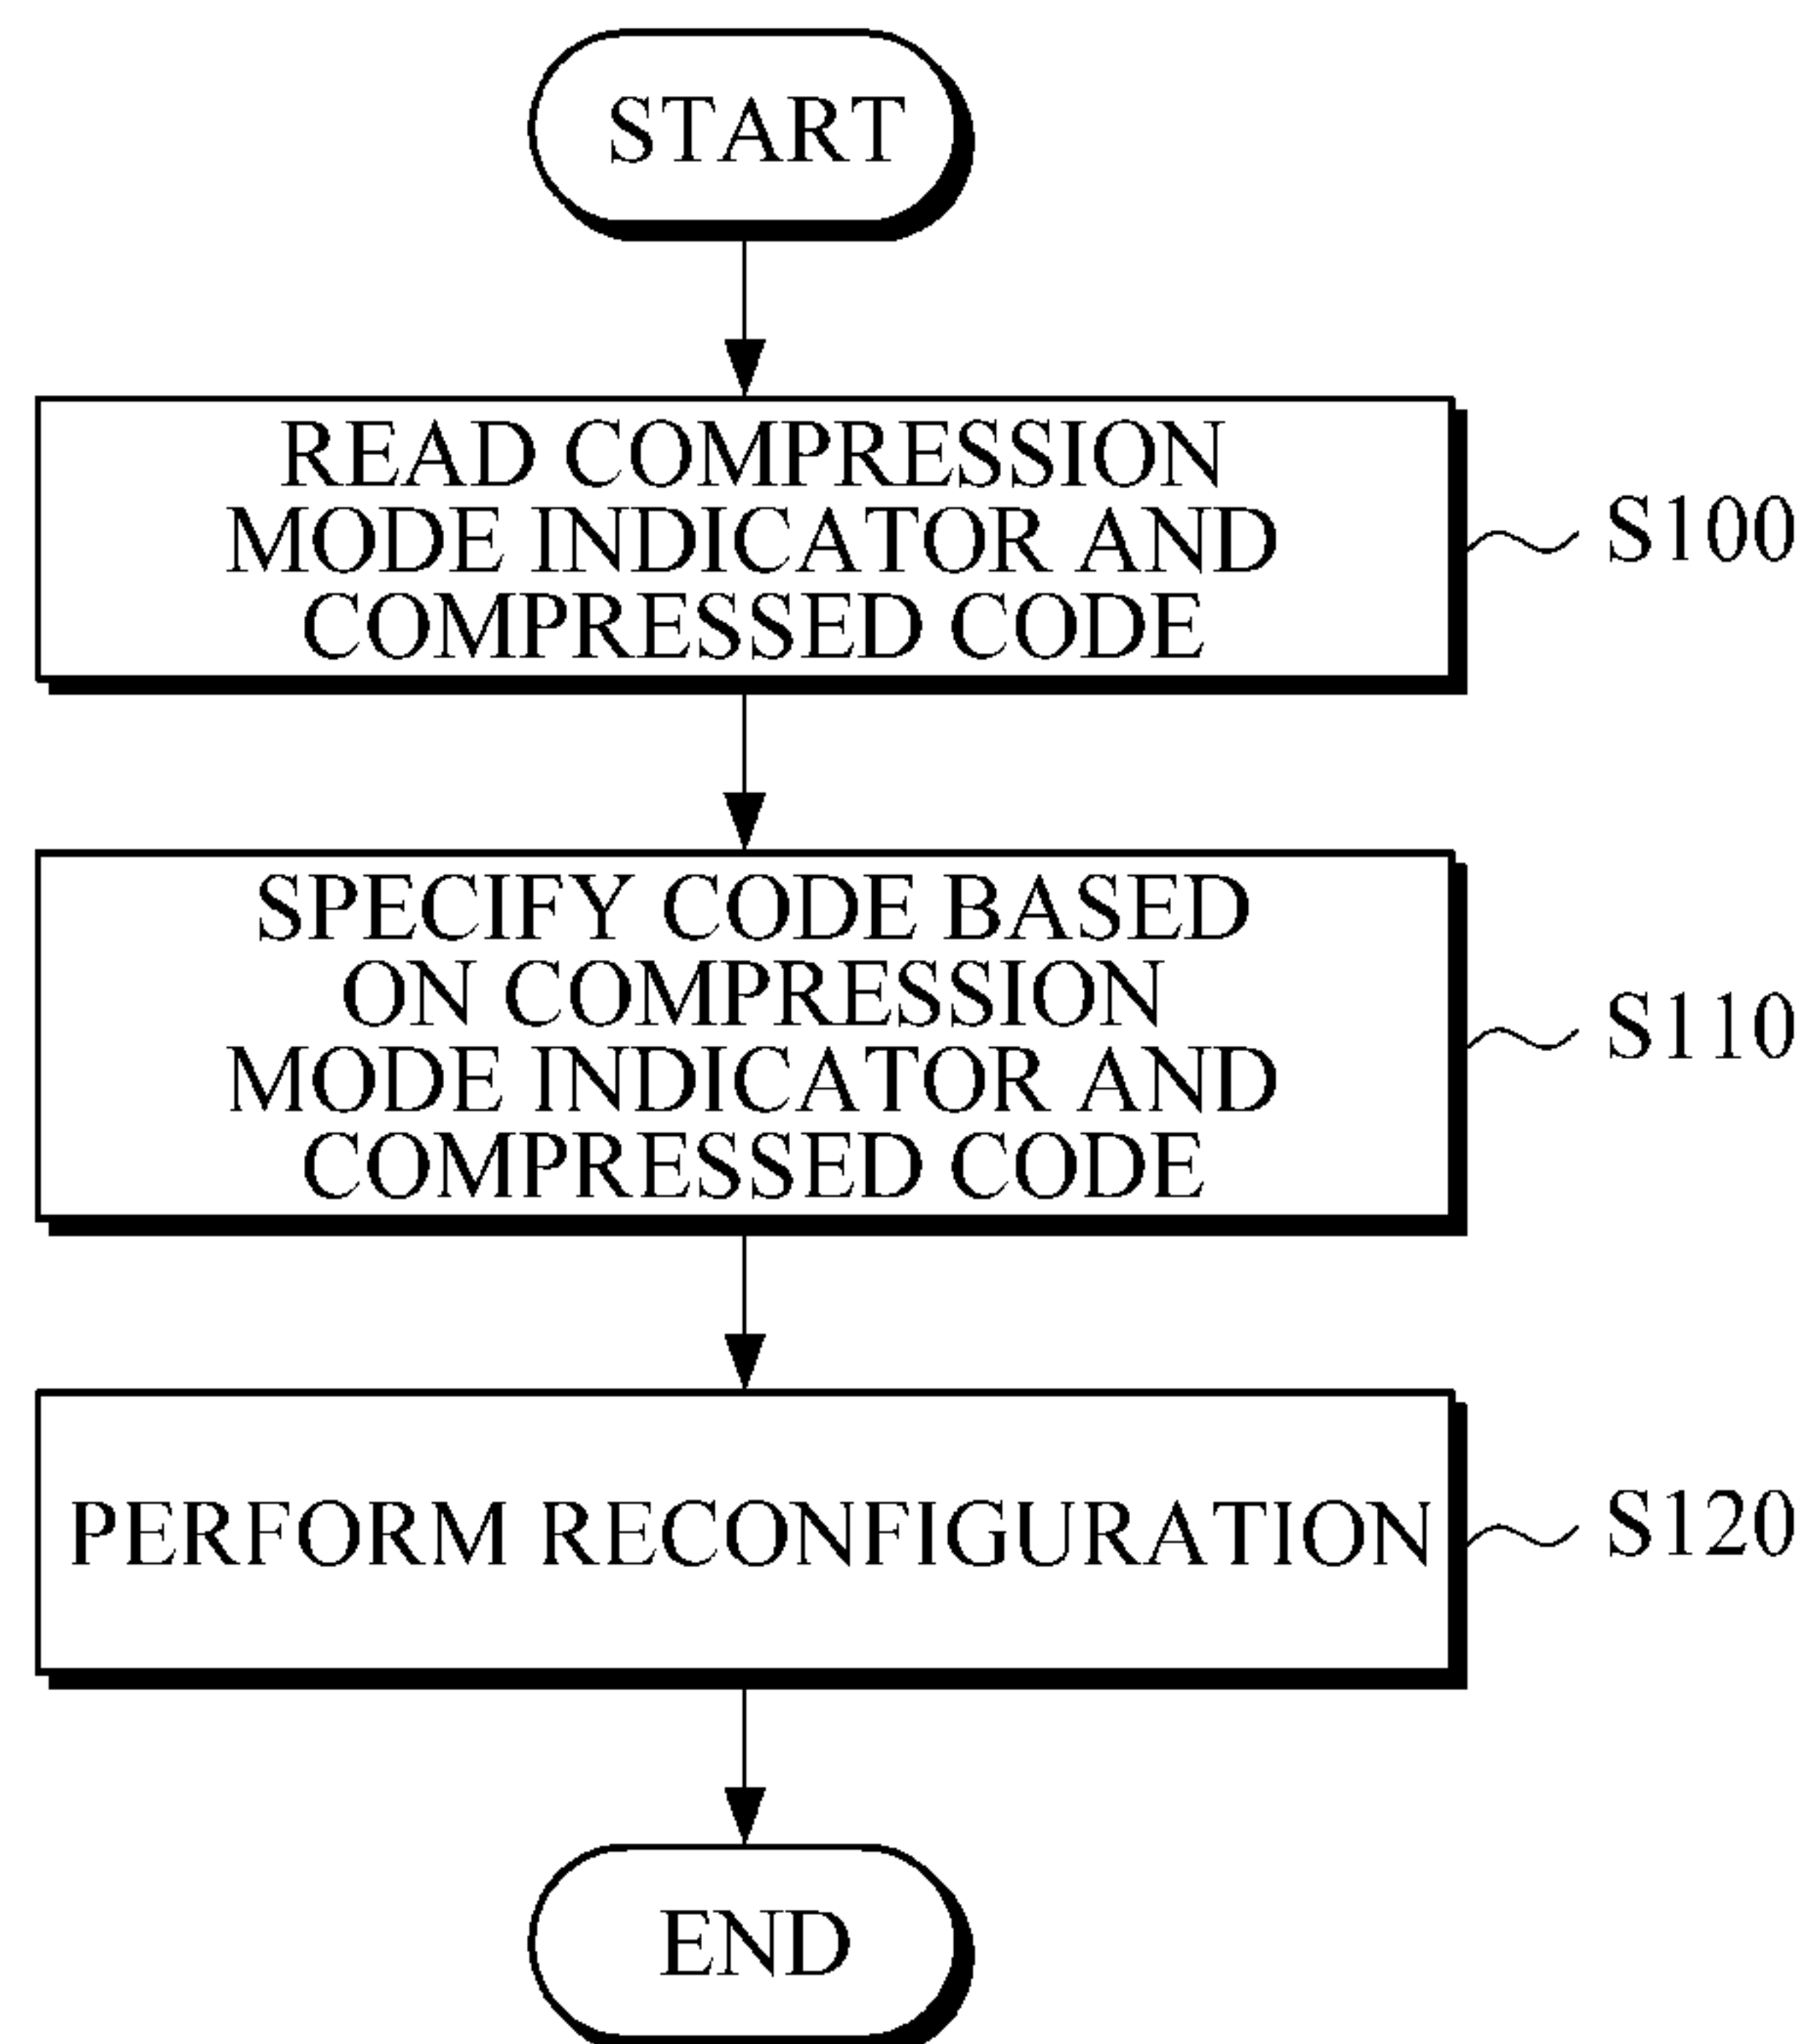 START
READ COMPRESSION
MODE INDICATOR AND
COMPRESSED CODE
S100
SPECIFY CODE BASED
ON COMPRESSION
MODE INDICATOR AND
COMPRESSED CODE
S110
PERFORM RECONFIGURATION
S120
END